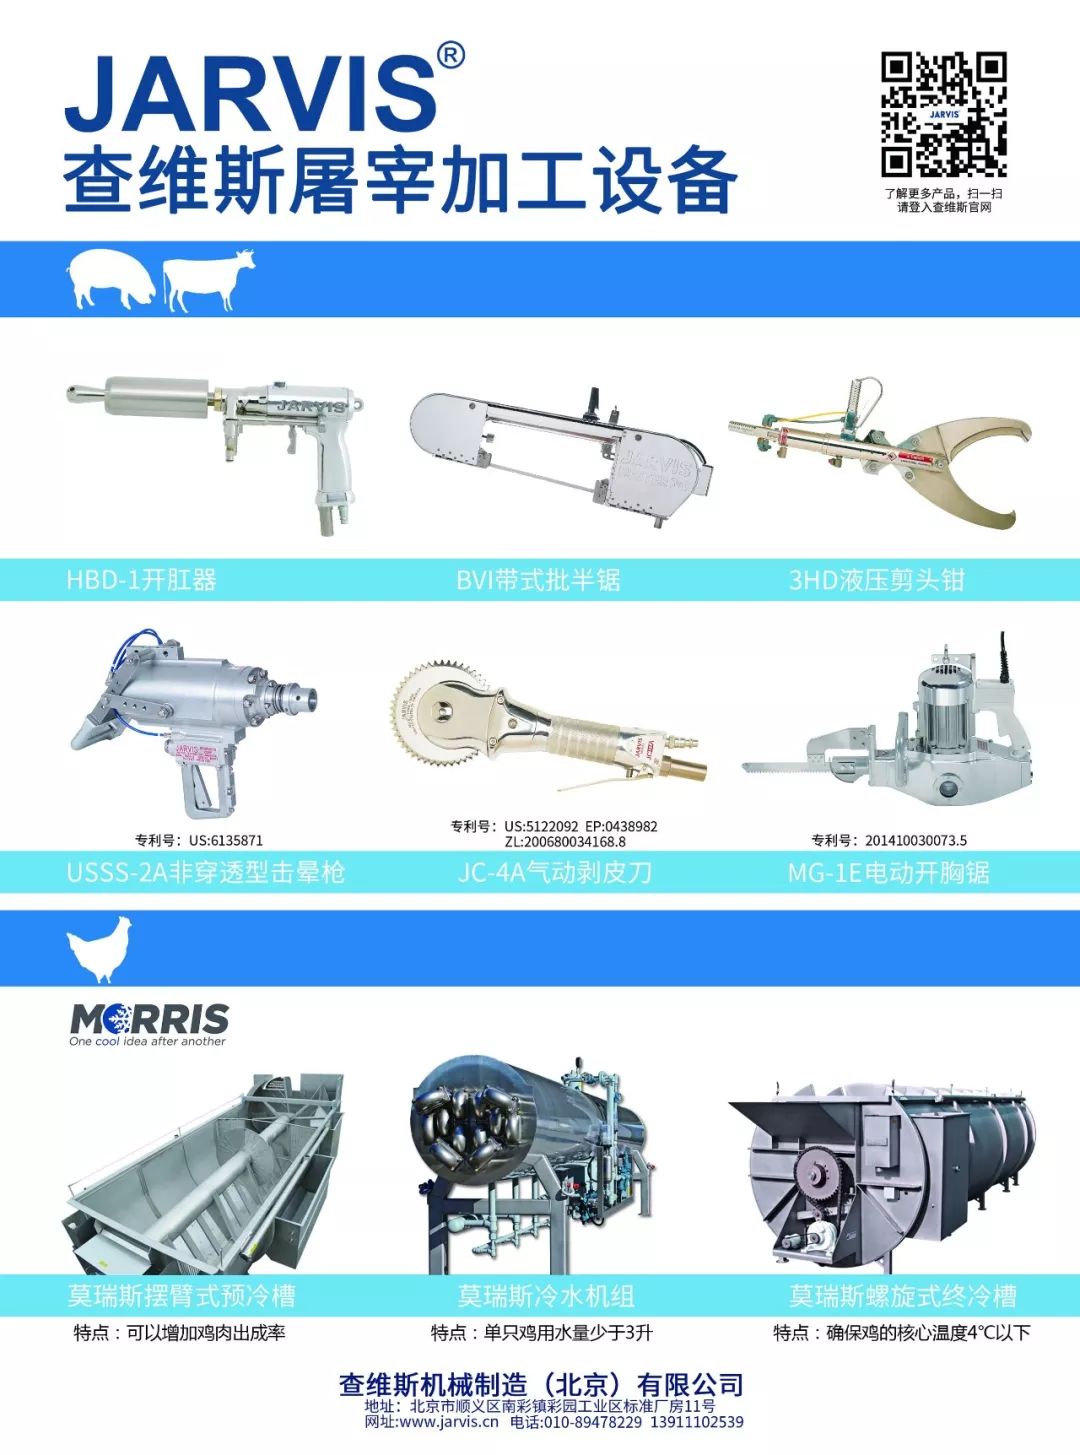 JARVIS®
查维斯屠宰加工设备
JARVIS
了解更多产品，扫一扫
请登入查维斯官网
JARVIS
JARVIS
HBD-1开肛器
BVI带式批半锯
3HD液压剪头钳
JARVIS
JARVIS
专利号：US:6135871
专利号：US:5122092 EP:0438982
ZL:200680034168.8
专利号：201410030073.5
USSS-2A非穿透型击晕枪
JC-4A气动剥皮刀
MG-1E电动开胸锯
MORRIS
One cool idea after another
莫瑞斯摆臂式预冷槽
莫瑞斯冷水机组
莫瑞斯螺旋式终冷槽
特点：可以增加鸡肉出成率
特点：单只鸡用水量少于3升
特点：确保鸡的核心温度4℃以下
查维斯机械制造（北京）有限公司
地址：北京市顺义区南彩镇彩园工业区标准厂房11号
网址:www.jarvis.cn 电话:010-89478229 13911102539